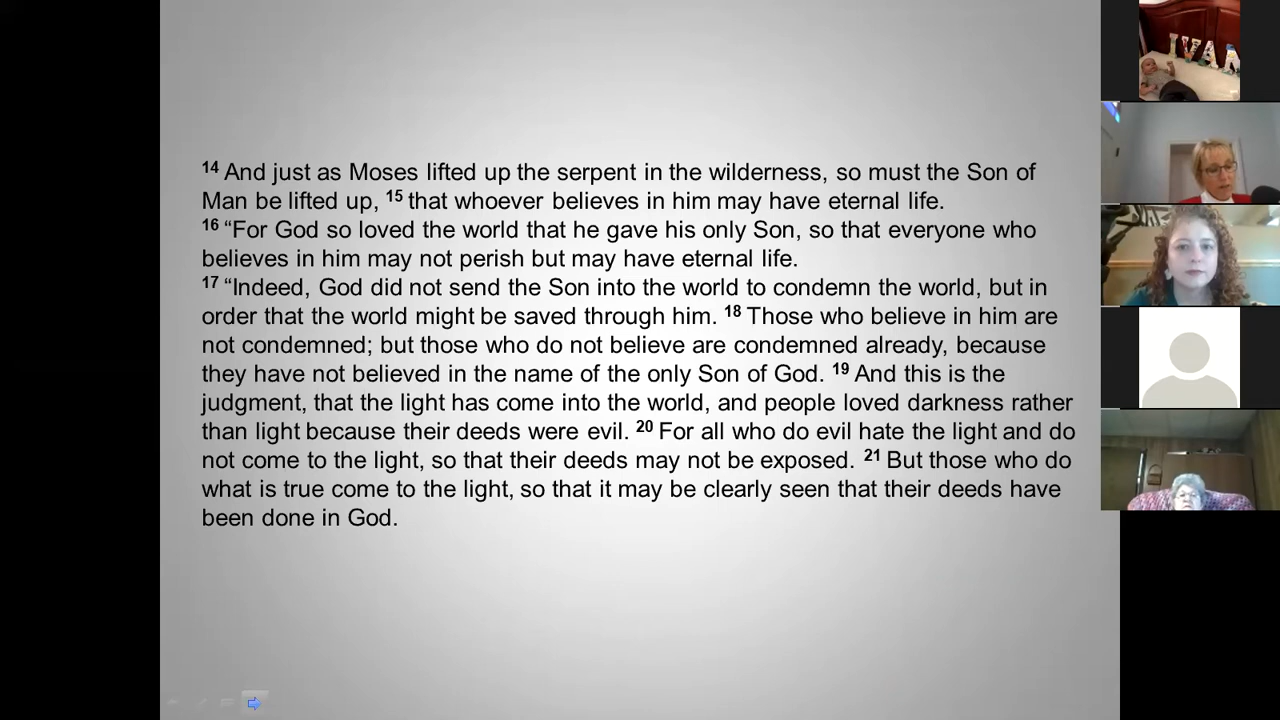 14 And just as Moses lifted up the serpent in the wilderness, so must the Son of
Man be lifted up, 15 that whoever believes in him may have eternal life.
16 “For God so loved the world that he gave his only Son, so that everyone who
believes in him may not perish but may have eternal life.
17 “Indeed, God did not send the Son into the world to condemn the world, but in
order that the world might be saved through him. 18 Those who believe in him are
not condemned; but those who do not believe are condemned already, because
they have not believed in the name of the only Son of God. 19 And this is the
judgment, that the light has come into the world, and people loved darkness rather
than light because their deeds were evil. 20 For all who do evil hate the light and do
not come to the light, so that their deeds may not be exposed. 21 But those who do
what is true come to the light, so that it may be clearly seen that their deeds have
been done in God.
IVAN